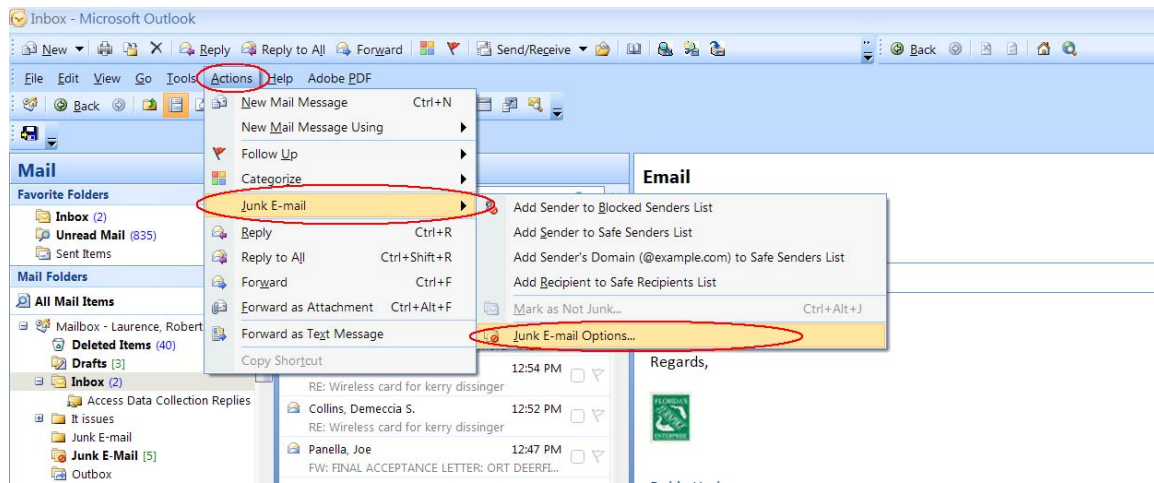 Inbox - Microsoft Outlook
New Reply Reply to All Forward Send/Receive Back
File Edit View Go Tools Actions Help Adobe PDF
Back
Mail
Favorite Folders
Inbox (2)
Unread Mail (835)
Sent Items
Mail Folders
All Mail Items
Mailbox - Laurence, Robert
Deleted Items (40)
Drafts [3]
Inbox (2)
Access Data Collection Replies
It issues
Junk E-mail
Junk E-Mail [5]
Outbox
New Mail Message Ctrl+N
New Mail Message Using
Follow Up
Categorize
Junk E-mail
Reply Ctrl+R
Reply to All Ctrl+Shift+R
Forward Ctrl+F
Forward as Attachment Ctrl+Alt+F
Forward as Text Message
Copy Shortcut
Add Sender to Blocked Senders List
Add Sender to Safe Senders List
Add Sender's Domain (@example.com) to Safe Senders List
Add Recipient to Safe Recipients List
Mark as Not Junk... Ctrl+Alt+J
Junk E-mail Options...
12:54 PM
RE: Wireless card for kerry dissinger
Collins, Demeccia S. 12:52 PM
RE: Wireless card for kerry dissinger
Panella, Joe 12:47 PM
FW: FINAL ACCEPTANCE LETTER: ORT DEERFI...
Email
Regards,
FLORIDA'S
ENTERPRISE